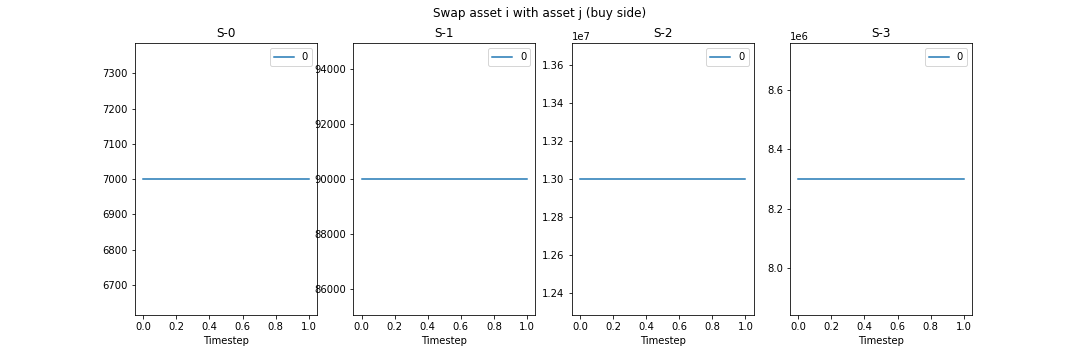 Swap asset i with asset j (buy side)
S-0
0
7300
7200
7100
7000
6900
6800
6700
0.0 0.2 0.4 0.6 0.8 1.0
Timestep
S-1
0
94000
92000
90000
88000
86000
0.0 0.2 0.4 0.6 0.8 1.0
Timestep
1e7
S-2
0
1.36
1.34
1.32
1.30
1.28
1.26
1.24
0.0 0.2 0.4 0.6 0.8 1.0
Timestep
1e6
S-3
0
8.6
8.4
8.2
8.0
0.0 0.2 0.4 0.6 0.8 1.0
Timestep